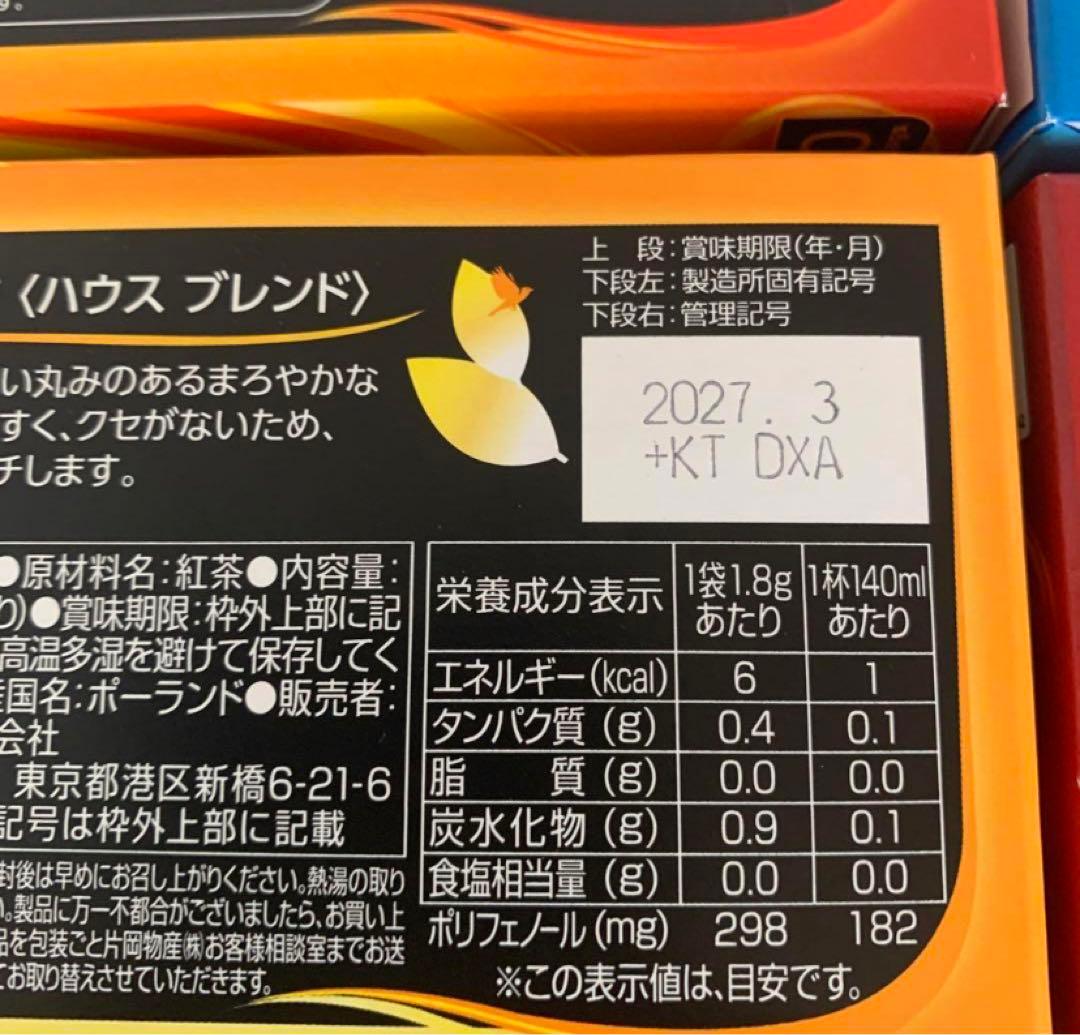 す。
〈ハウス ブレンド〉
い丸みのあるまろやかな
すく、クセがないため、
チします。
上 段:賞味期限(年・月)
下段左:製造所固有記号
下段右:管理記号
2027. 3
+KT DXA
●原材料名:紅茶●内容量:
り)●賞味期限:枠外上部に記
高温多湿を避けて保存してく
産国名:ポーランド●販売者:
会社
東京都港区新橋6-21-6
記号は枠外上部に記載
封後は早めにお召し上がりください。熱湯の取り
い。製品に万一不都合がございましたら、お買い上
品を包装ごと片岡物産㈱お客様相談室までお送
てお取り替えさせていただきます。
栄養成分表示 1袋1.8gあたり 1杯140mlあたり
エネルギー(kcal) 6 1
タンパク質 (g) 0.4 0.1
脂 質 (g) 0.0 0.0
炭水化物 (g) 0.9 0.1
食塩相当量 (g) 0.0 0.0
ポリフェノール(mg) 298 182
※この表示値は、目安です。